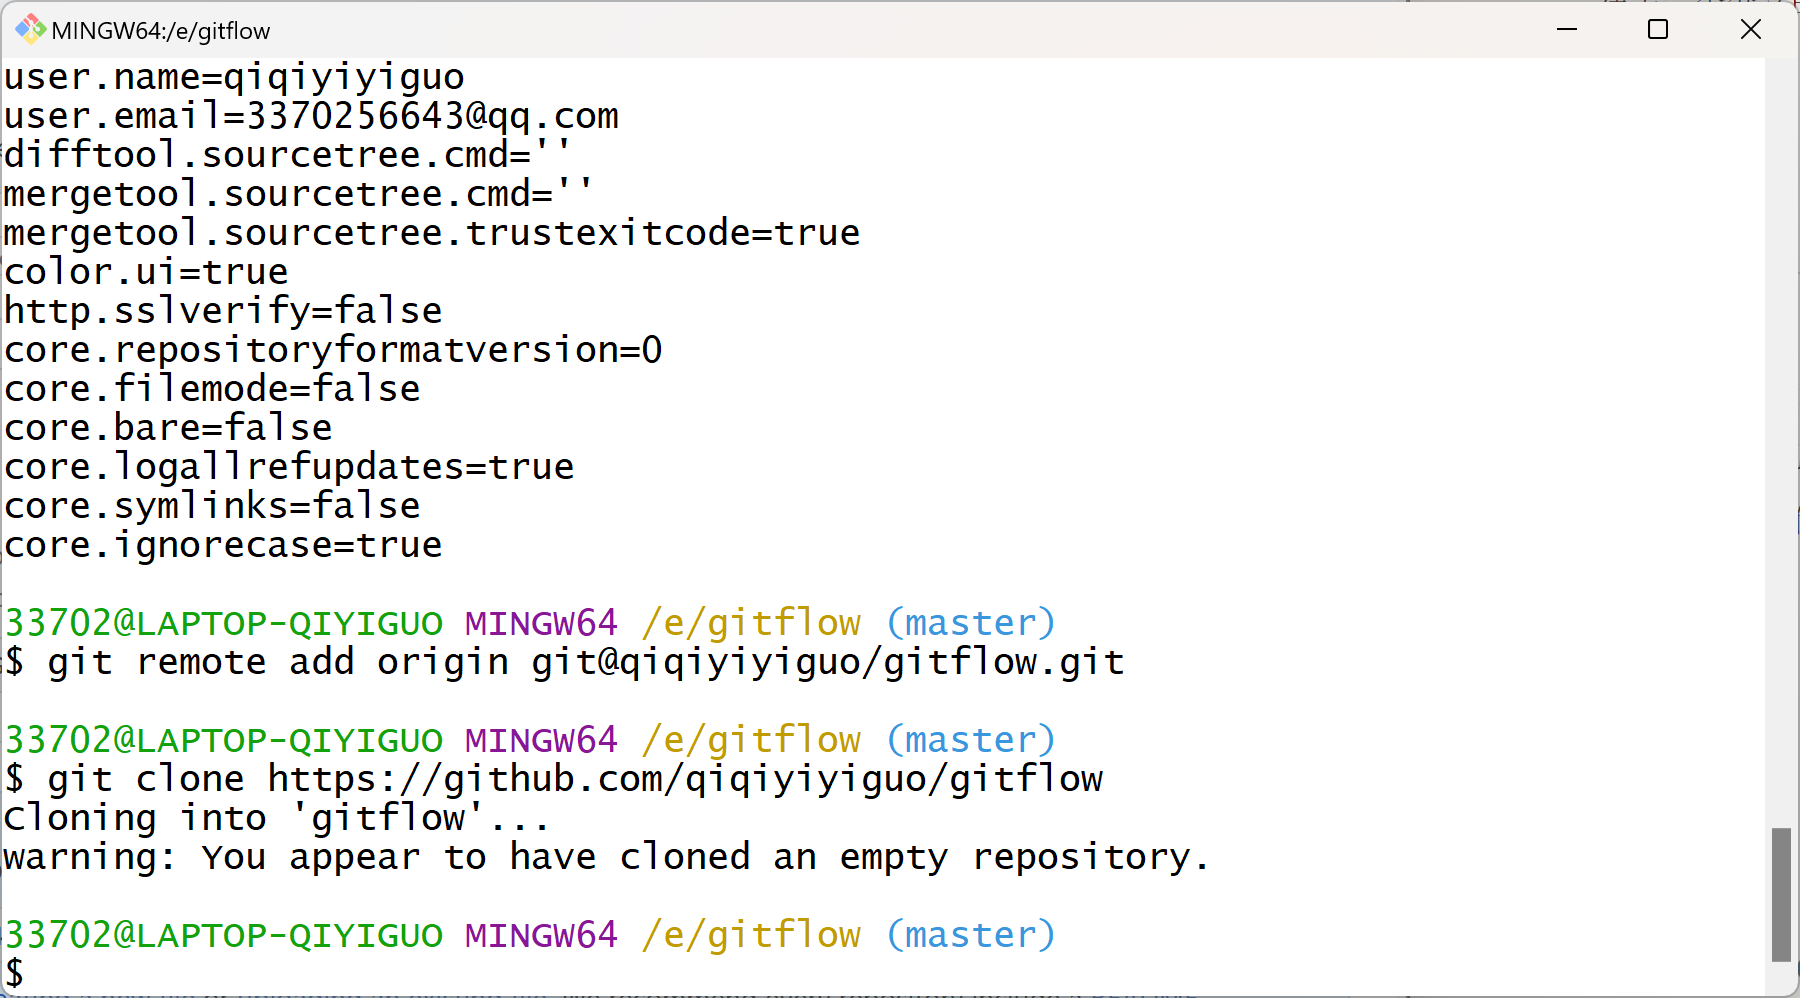 MINGW64:/e/gitflow
user.name=qiqiyiyiguo
user.email=3370256643@qq.com
difftool.sourcetree.cmd=''
mergetool.sourcetree.cmd=''
mergetool.sourcetree.trustexitcode=true
color.ui=true
http.sslverify=false
core.repositoryformatversion=0
core.filemode=false
core.bare=false
core.logallrefupdates=true
core.symlinks=false
core.ignorecase=true
33702@LAPTOP-QIYIGUO MINGW64 /e/gitflow (master)
$ git remote add origin git@qiqiyiyiguo/gitflow.git
33702@LAPTOP-QIYIGUO MINGW64 /e/gitflow (master)
$ git clone https://github.com/qiqiyiyiguo/gitflow
Cloning into 'gitflow'...
warning: You appear to have cloned an empty repository.
33702@LAPTOP-QIYIGUO MINGW64 /e/gitflow (master)
$